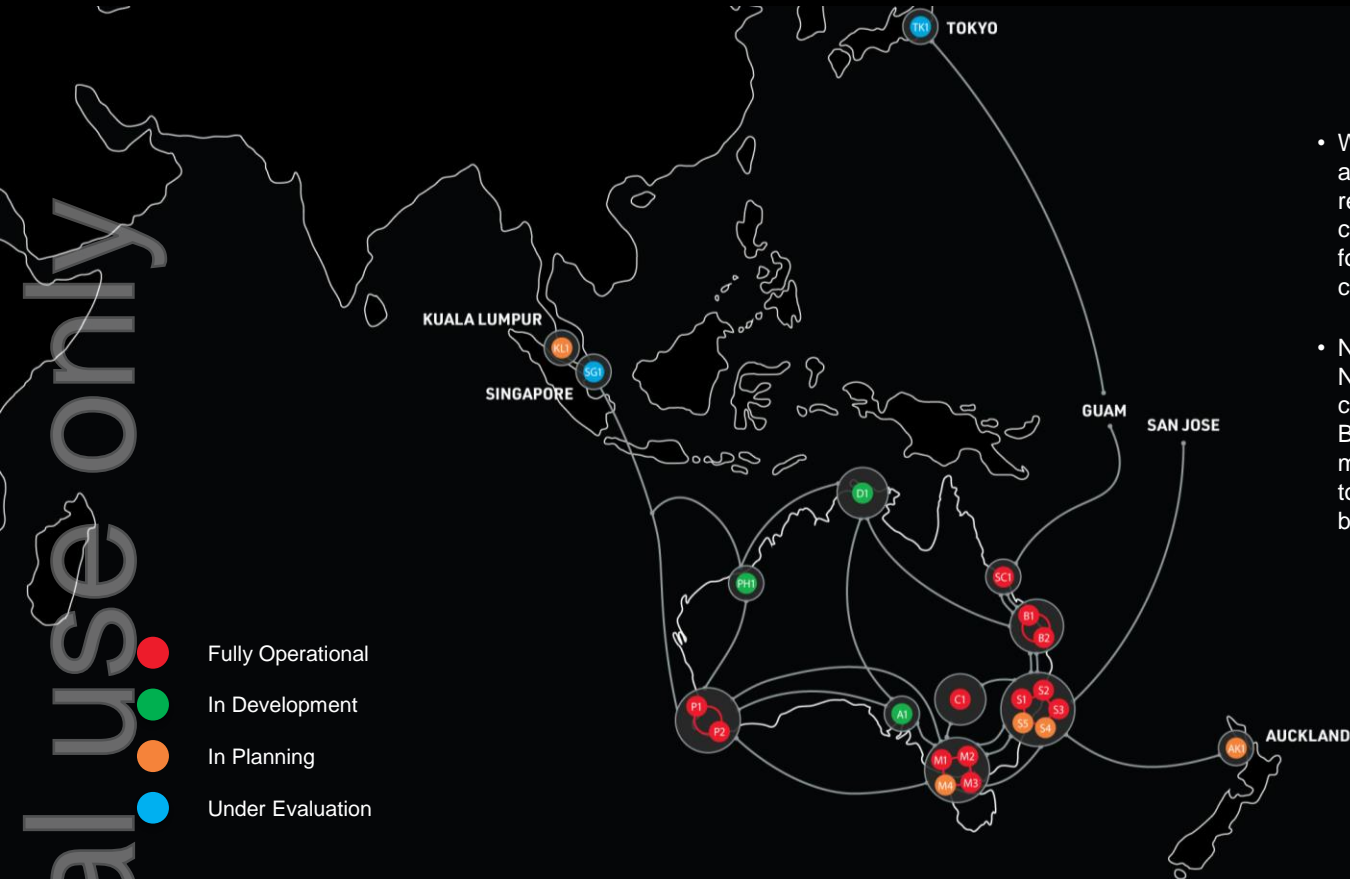 TK1 TOKYO
KUALA LUMPUR
KL1
SG1
SINGAPORE
GUAM
SAN JOSE
D1
SC1
PH1
B1
B2
Fully Operational
In Development
In Planning
Under Evaluation
P1
P2
A1
C1
S1
S2
S3
S5
S4
M1
M2
M4
M3
AK1
AUCKLAND
use only